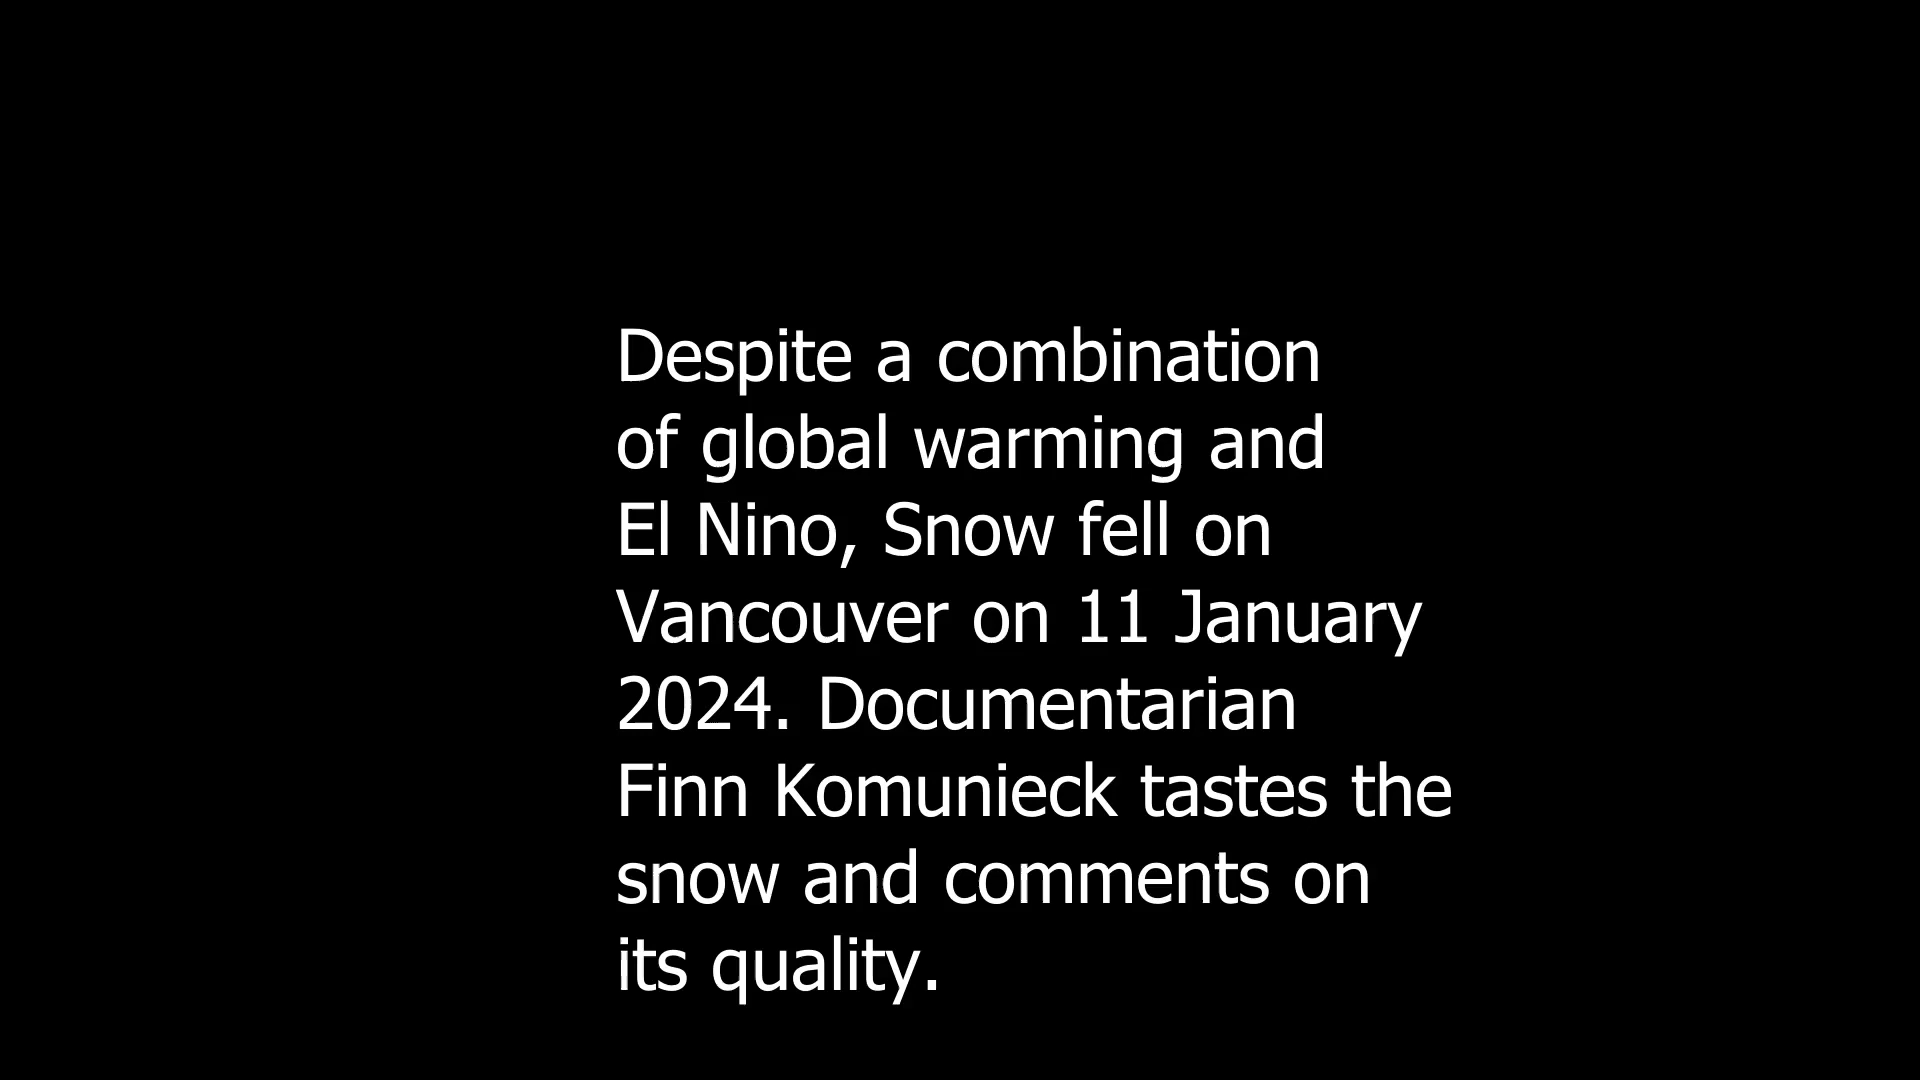 Despite a combination
of global warming and
El Nino, Snow fell on
Vancouver on 11 January
2024. Documentarian
Finn Komunieck tastes the
snow and comments on
its quality.